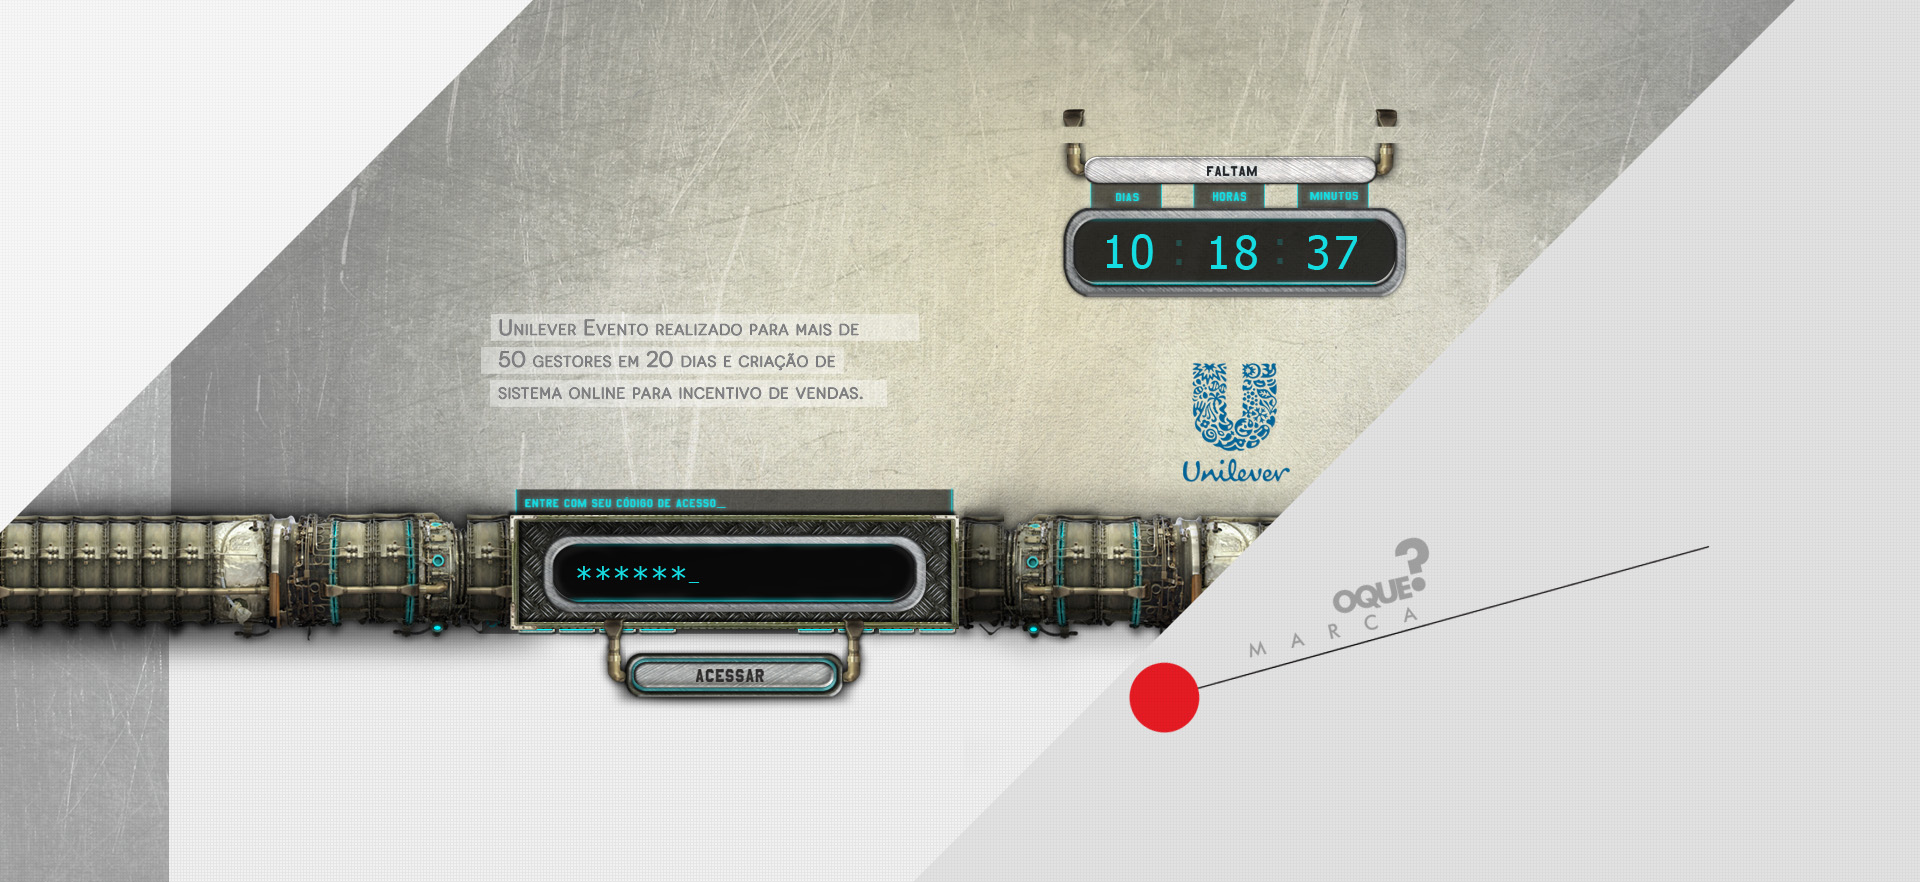 FALTAM
DIAS HORAS MINUTOS
10 : 18 : 37
Unilever Evento realizado para mais de
50 gestores em 20 dias e criação de
sistema online para incentivo de vendas.
Unilever
ENTRE COM SEU CÓDIGO DE ACESSO_
******_
ACESSAR
OQUE?
MARCA